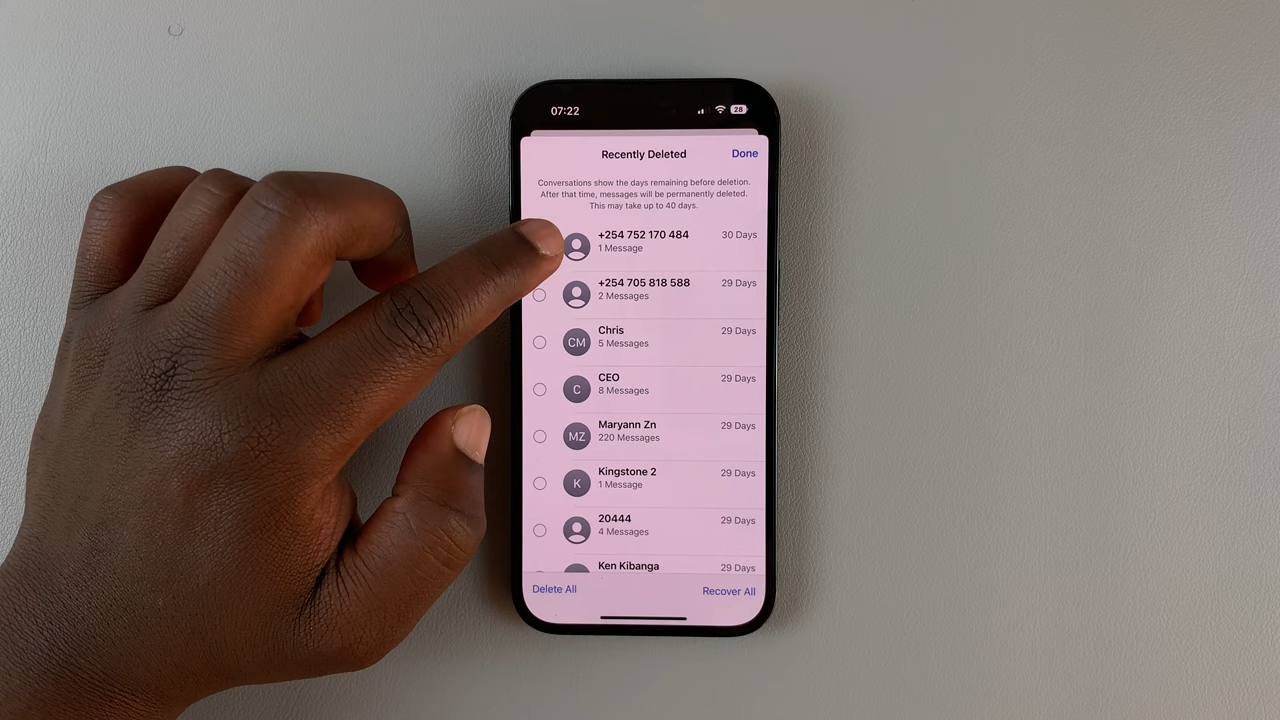 07:22
28
Recently Deleted
Done
Conversations show the days remaining before deletion.
After that time, messages will be permanently deleted.
This may take up to 40 days.
+254 752 170 484
30 Days
1 Message
+254 705 818 588
29 Days
2 Messages
Chris
29 Days
CM
5 Messages
CEO
29 Days
C
8 Messages
Maryann Zn
29 Days
MZ
220 Messages
Kingstone 2
29 Days
K
1 Message
20444
29 Days
4 Messages
Ken Kibanga
29 Days
Delete All
Recover All